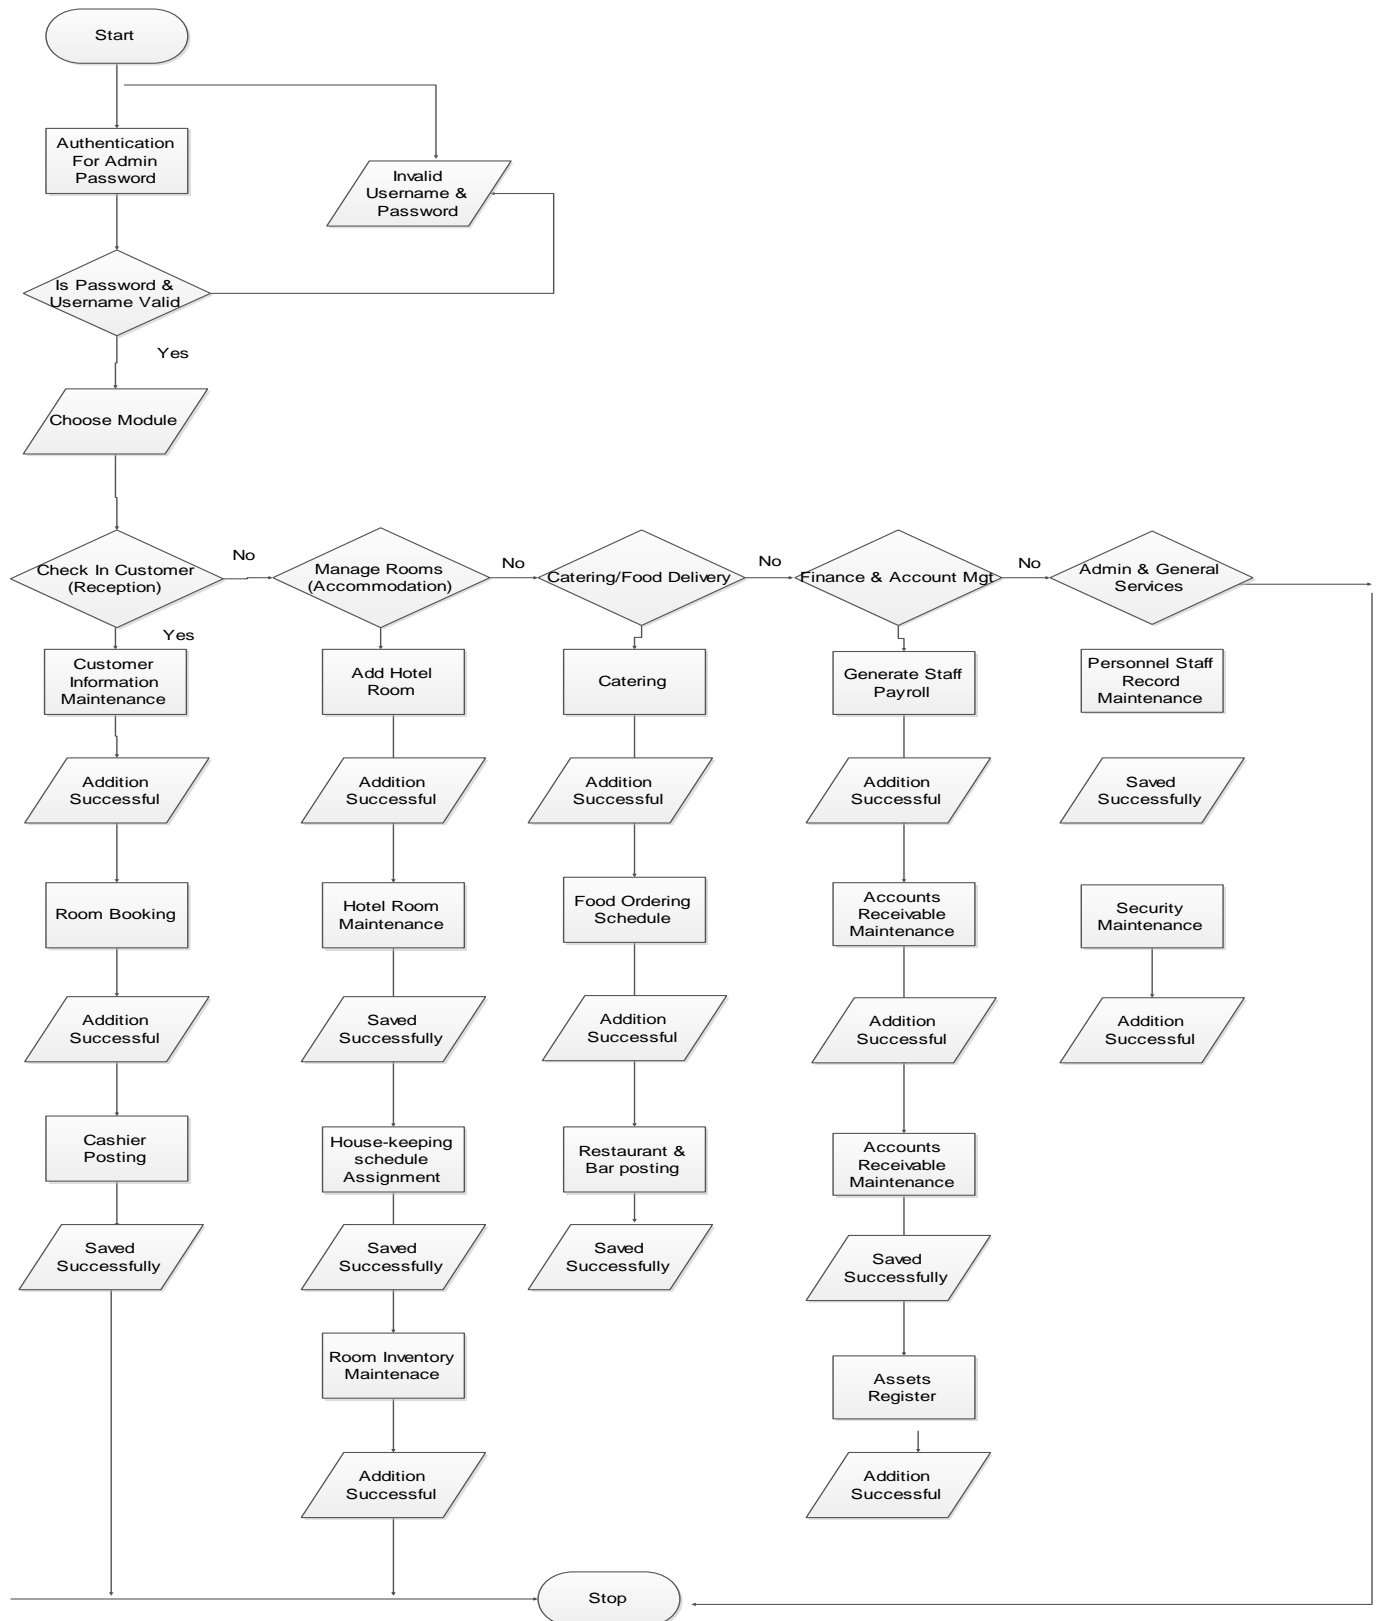 Start
Authentication
For Admin
Password
Invalid
Username &
Password
Is Password &
Username Valid
Yes
Choose Module
Check In Customer
(Reception)
No
Manage Rooms
(Accommodation)
No
Catering/Food Delivery
No
Finance & Account Mgt
No
Admin & General
Services
Yes
Customer
Information
Maintenance
Add Hotel
Room
Catering
Generate Staff
Payroll
Personnel Staff
Record
Maintenance
Addition
Successful
Addition
Successful
Addition
Successful
Addition
Successful
Saved
Successfully
Room Booking
Hotel Room
Maintenance
Food Ordering
Schedule
Accounts
Receivable
Maintenance
Security
Maintenance
Addition
Successful
Saved
Successfully
Addition
Successful
Addition
Successful
Addition
Successful
Cashier
Posting
House-keeping
schedule
Assignment
Restaurant &
Bar posting
Accounts
Receivable
Maintenance
Saved
Successfully
Saved
Successfully
Saved
Successfully
Saved
Successfully
Room Inventory
Maintenace
Assets
Register
Addition
Successful
Addition
Successful
Stop